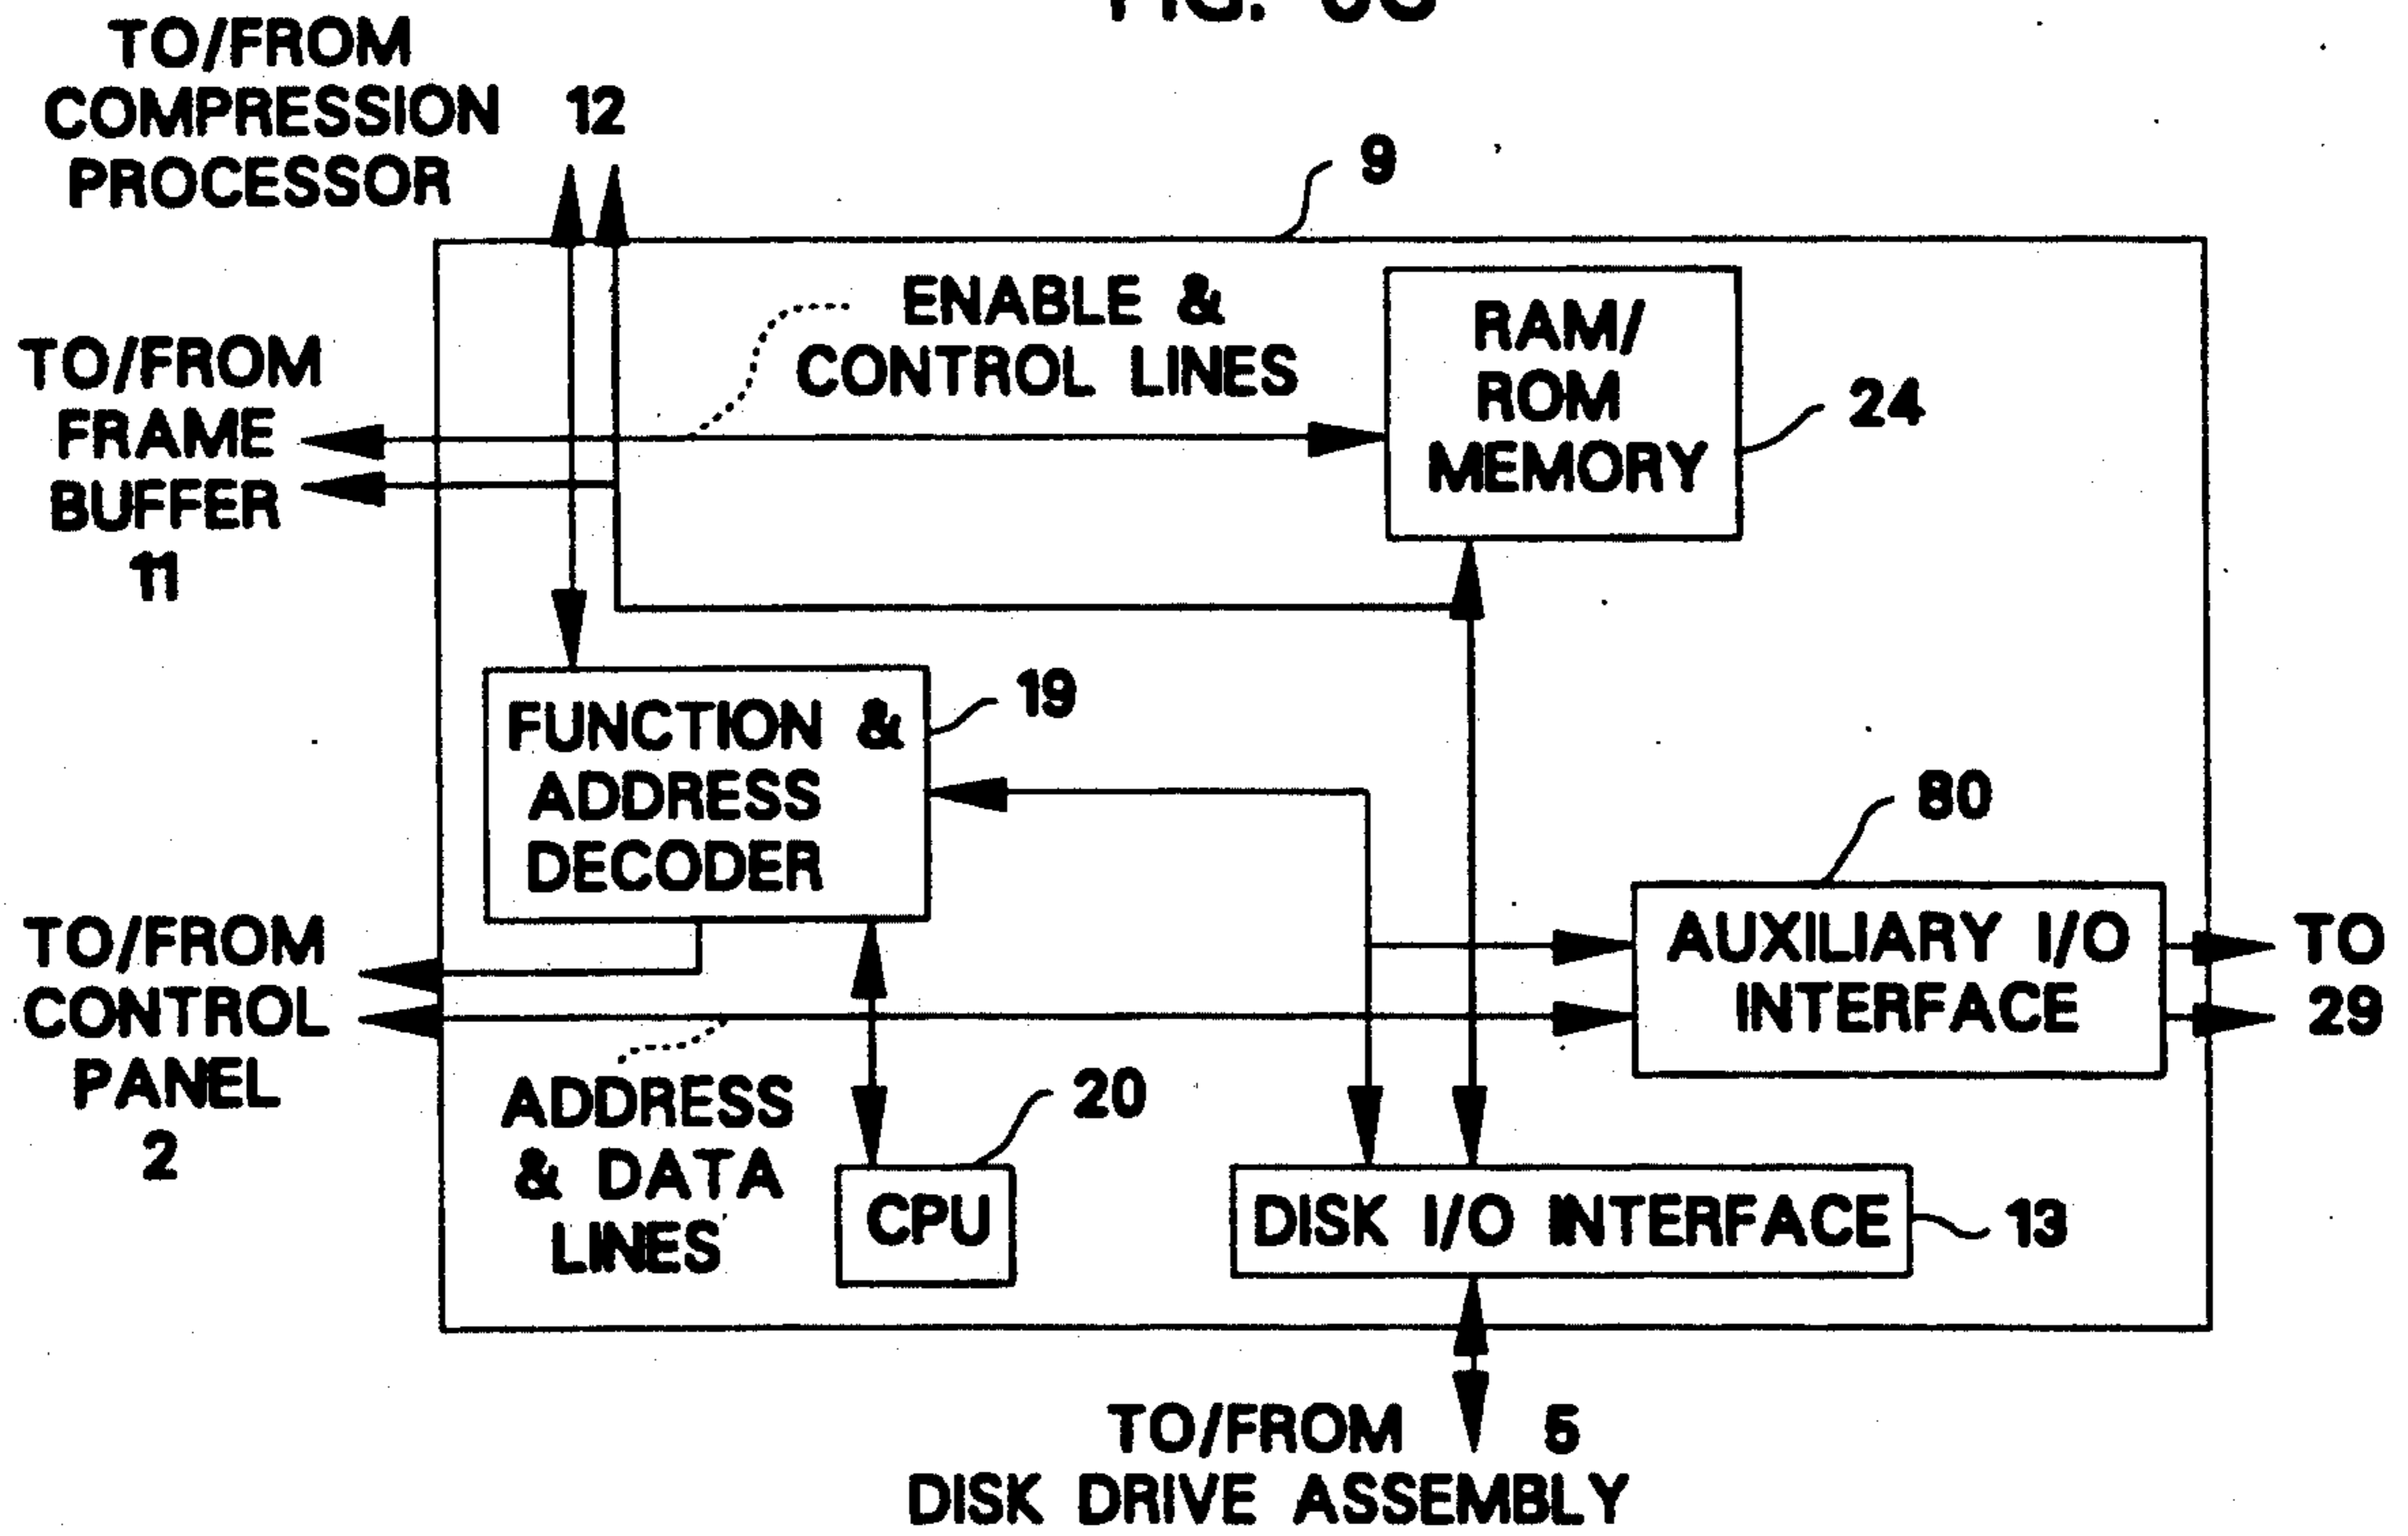 TO/FROM
COMPRESSION 12
PROCESSOR
9
ENABLE &
CONTROL LINES
RAM/
ROM
MEMORY
24
TO/FROM
FRAME
BUFFER
11
FUNCTION &
ADDRESS
DECODER
19
80
AUXILIARY I/O
INTERFACE
TO
29
TO/FROM
CONTROL
PANEL
2
ADDRESS
& DATA
LINES
20
CPU
DISK I/O INTERFACE
13
TO/FROM 5
DISK DRIVE ASSEMBLY